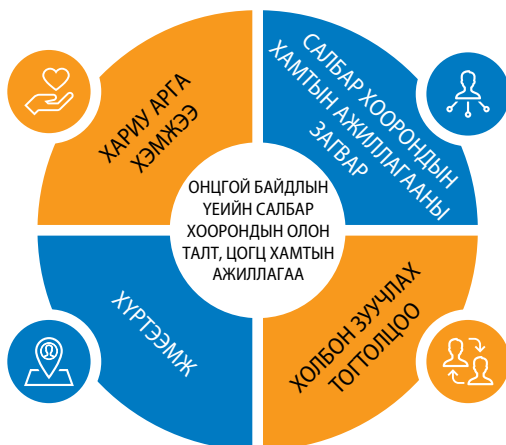 ХАРИУ АРГА
ХЭМЖЭЭ
САЛБАР ХООРОНДЫН
ХАМТЫН АЖИЛЛАГААНЫ
ЗАГВАР
ОНЦГОЙ БАЙДЛЫН
ҮЕИЙН САЛБАР
ХООРОНДЫН ОЛОН
ТАЛТ, ЦОГЦ ХАМТЫН
АЖИЛЛАГАА
ХҮРТЭЭМЖ
ХОЛБОН ЗУУЧЛАХ
ТОГТОЛЦОО